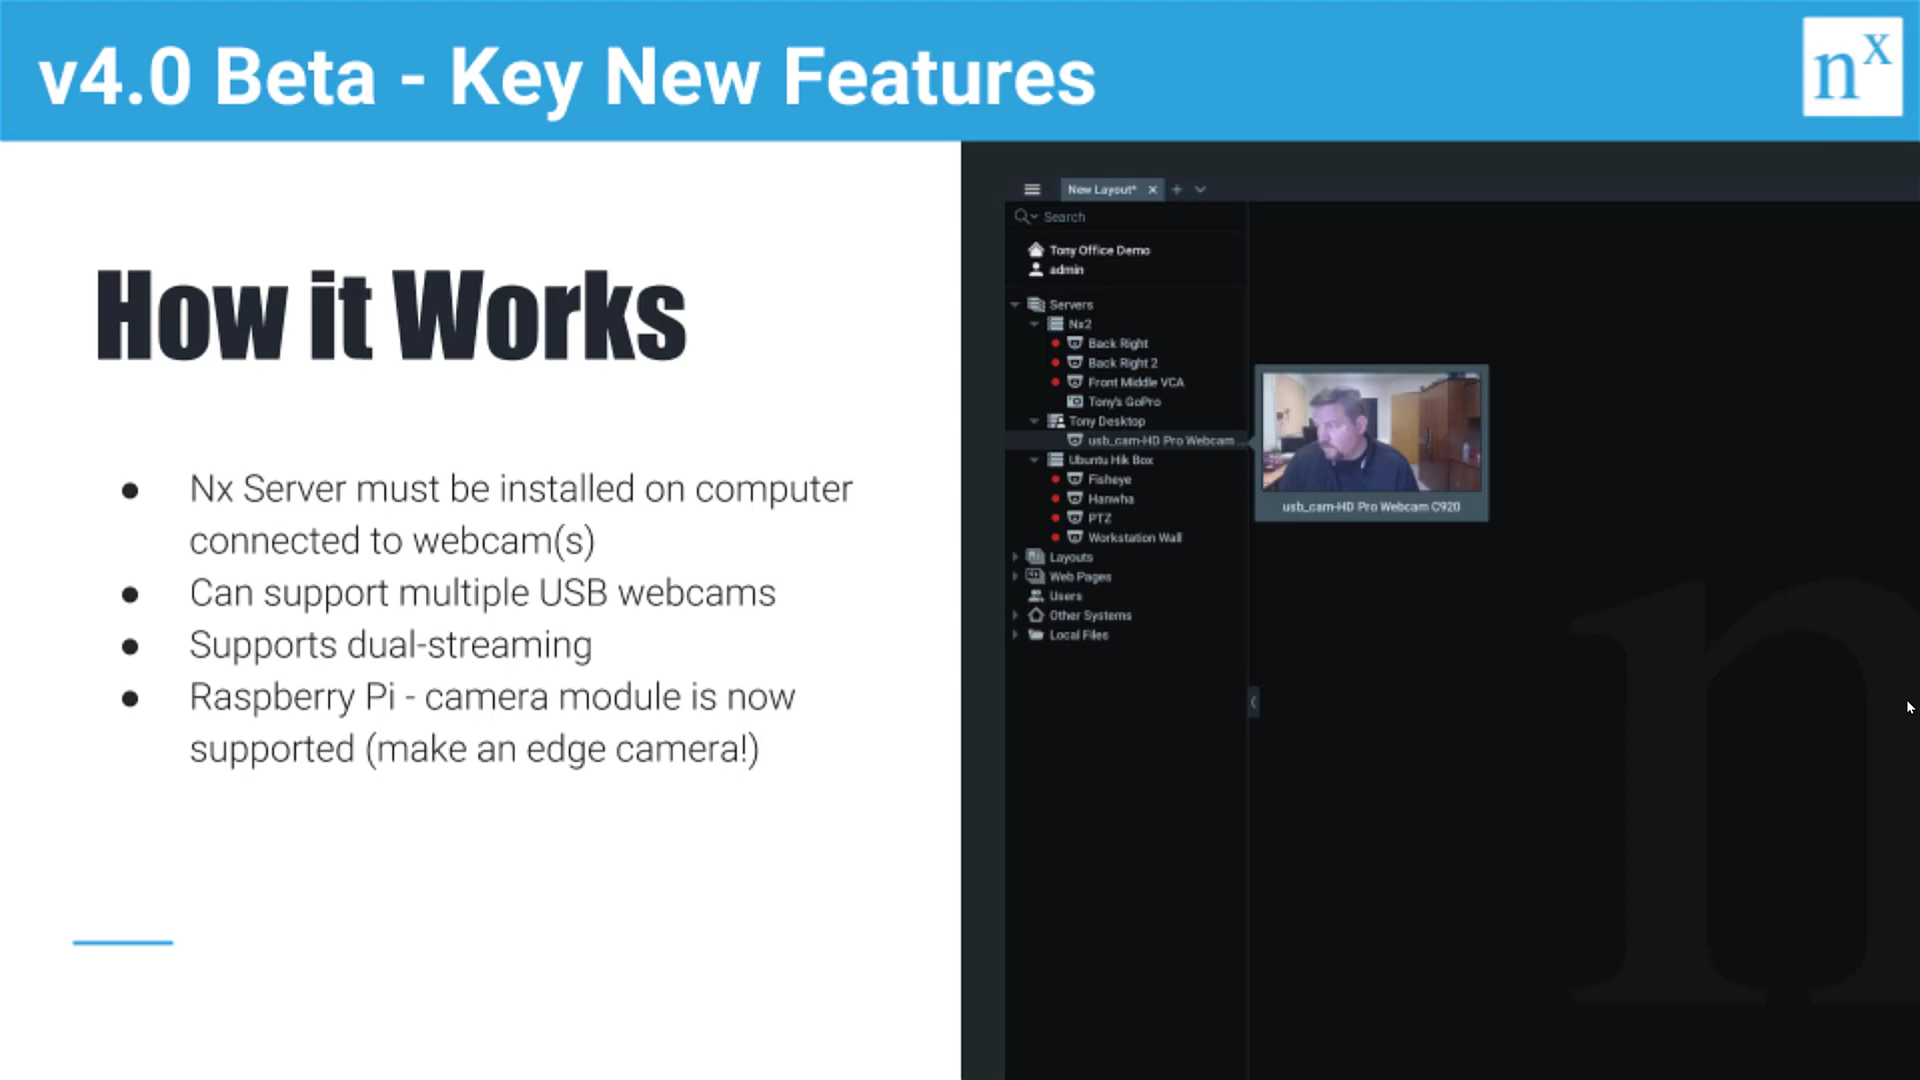 v4.0 Beta - Key New Features
nx
How it Works
● Nx Server must be installed on computer
connected to webcam(s)
● Can support multiple USB webcams
● Supports dual-streaming
● Raspberry Pi - camera module is now
supported (make an edge camera!)
New Layout*
Search
Tony Office Demo
admin
Servers
Nx2
Back Right
Back Right 2
Front Middle VCA
Tony's GoPro
Tony Desktop
usb_cam-HD Pro Webcam...
Ubuntu Hik Box
Fisheye
Hanwha
PTZ
Workstation Wall
Layouts
Web Pages
Users
Other Systems
Local Files
usb_cam-HD Pro Webcam C920
n